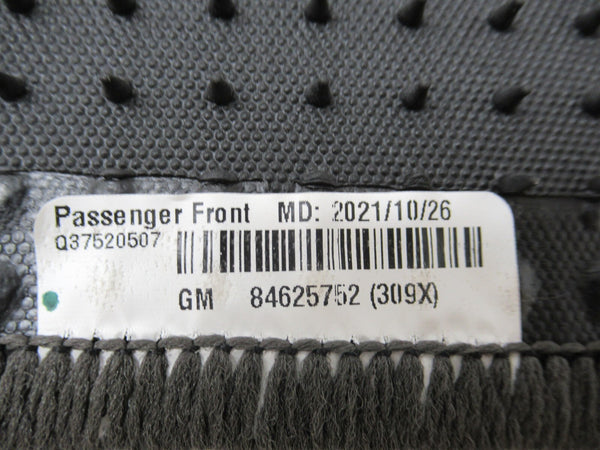 Passenger Front MD: 2021/10/26
Q37520507
GM 84625752 (309X)